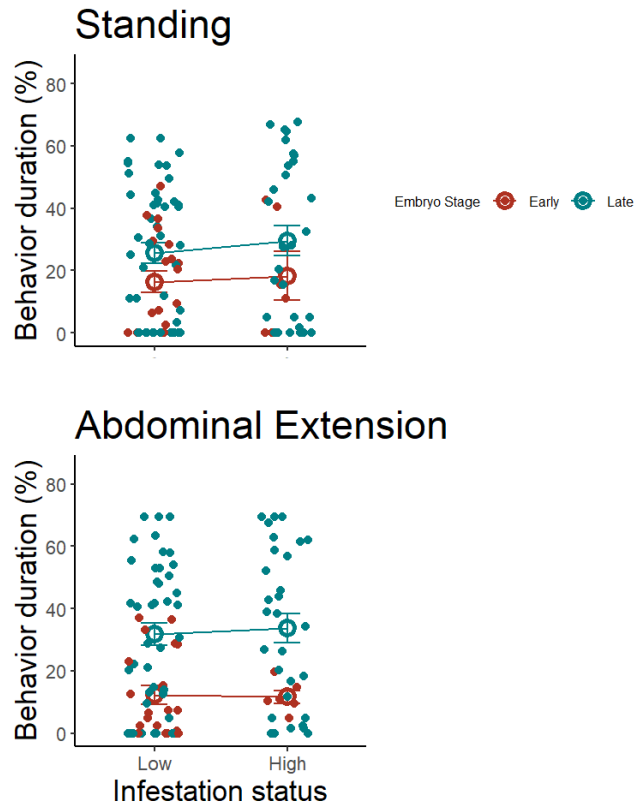 Standing
Behavior duration (%)
80
60
40
20
0
Embryo Stage Early Late
Abdominal Extension
Behavior duration (%)
80
60
40
20
0
Low High
Infestation status